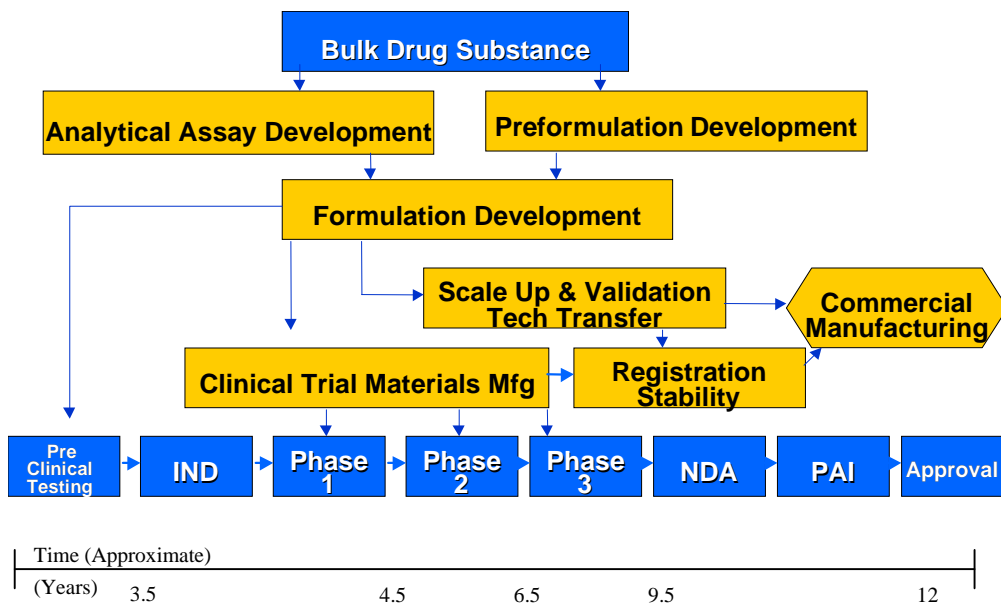 Bulk Drug Substance
Analytical Assay Development
Preformulation Development
Formulation Development
Scale Up & Validation
Tech Transfer
Commercial
Manufacturing
Clinical Trial Materials Mfg
Registration
Stability
Pre
Clinical
Testing
IND
Phase
1
Phase
2
Phase
3
NDA
PAI
Approval
Time (Approximate)
(Years)
3.5
4.5
6.5
9.5
12